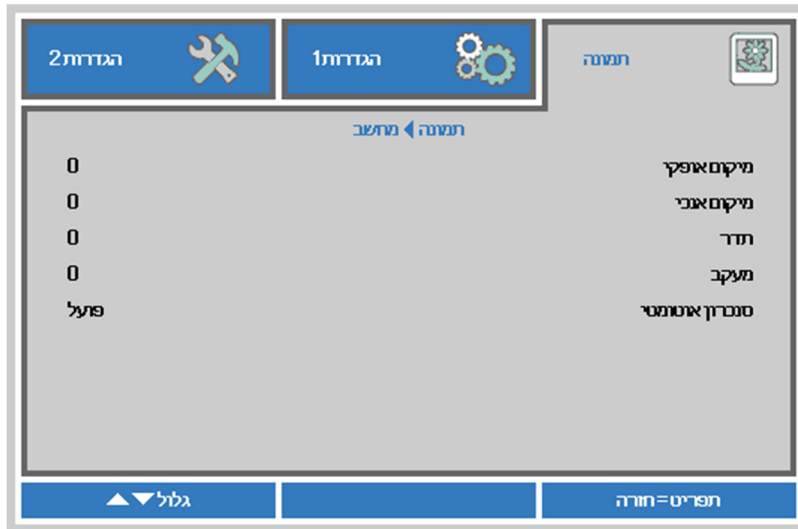 תמונה
הגדרות1
הגדרות2
תמונה מחשב
מיקום אופקי 0
מיקום אנכי 0
תדר 0
מעקב 0
סנכרון אוטומטי פועל
תפריט=חזרה
גלול